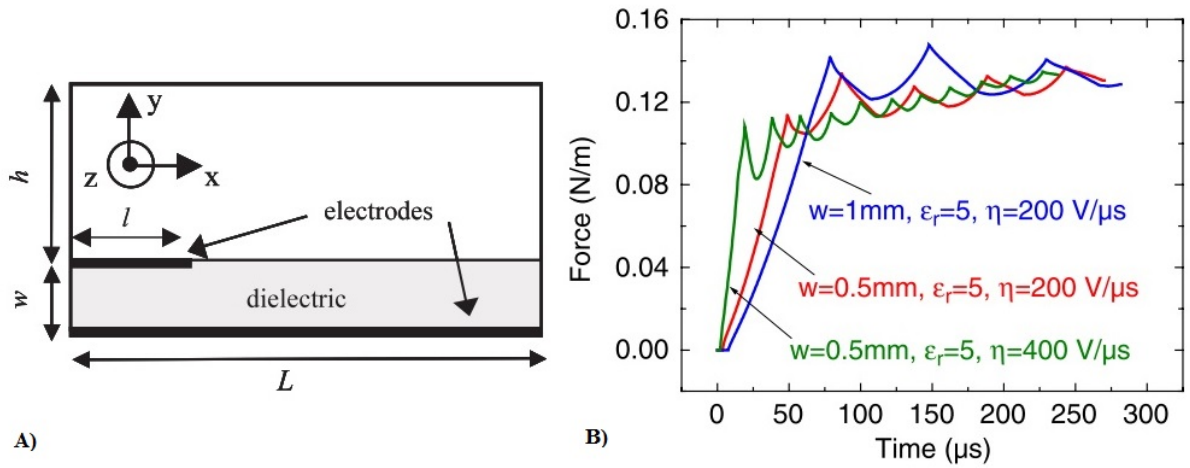 h
y
z
x
l
electrodes
w
dielectric
L
A)
0.16
0.12
0.08
0.04
0.00
Force (N/m)
w=1mm, εr=5, η=200 V/µs
w=0.5mm, εr=5, η=200 V/µs
w=0.5mm, εr=5, η=400 V/µs
0 50 100 150 200 250 300
Time (µs)
B)